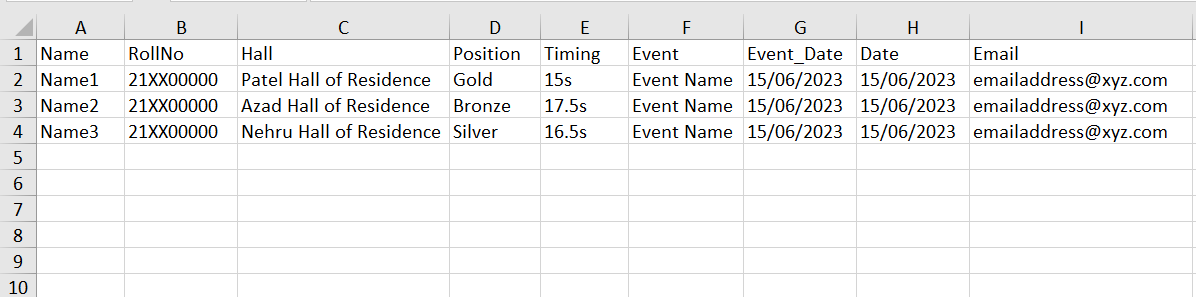 A B C D E F G H I
1 Name RollNo Hall Position Timing Event Event_Date Date Email
2 Name1 21XX00000 Patel Hall of Residence Gold 15s Event Name 15/06/2023 15/06/2023 emailaddress@xyz.com
3 Name2 21XX00000 Azad Hall of Residence Bronze 17.5s Event Name 15/06/2023 15/06/2023 emailaddress@xyz.com
4 Name3 21XX00000 Nehru Hall of Residence Silver 16.5s Event Name 15/06/2023 15/06/2023 emailaddress@xyz.com
5
6
7
8
9
10